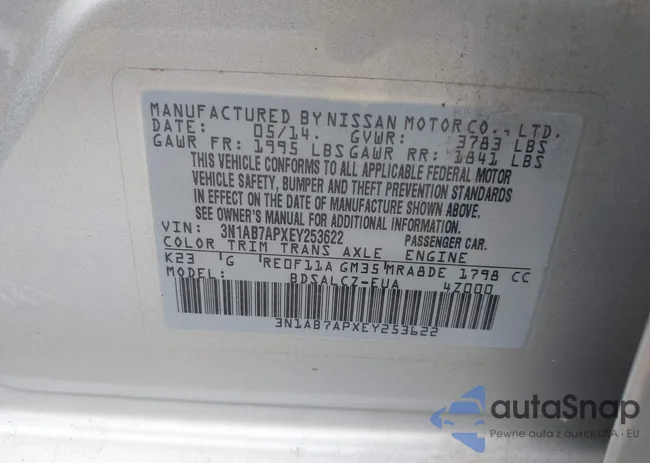 MANUFACTURED BY NISSAN MOTOR CO., LTD.
DATE: 05/14. GVWR: 3783 LBS
GAWR FR: 1995 LBS GAWR RR: 1841 LBS
THIS VEHICLE CONFORMS TO ALL APPLICABLE FEDERAL MOTOR
VEHICLE SAFETY, BUMPER AND THEFT PREVENTION STANDARDS
IN EFFECT ON THE DATE OF MANUFACTURE SHOWN ABOVE.
SEE OWNER'S MANUAL FOR ADDITIONAL INFORMATION.
VIN: 3N1AB7APXEY253622 PASSENGER CAR.
COLOR TRIM TRANS AXLE ENGINE
K23 G RE0F11A GM35 MRA8DE 1798 CC
MODEL: BDSALCZ-EUA 4Z000
3N1AB7APXEY253622
autaSnap
Pewne auta z aukcji USA i EU